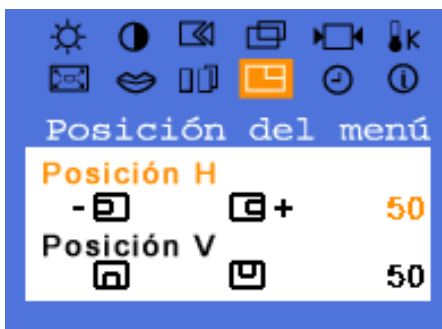 K
Posición del menú
Posición H
- + 50
Posición V
50